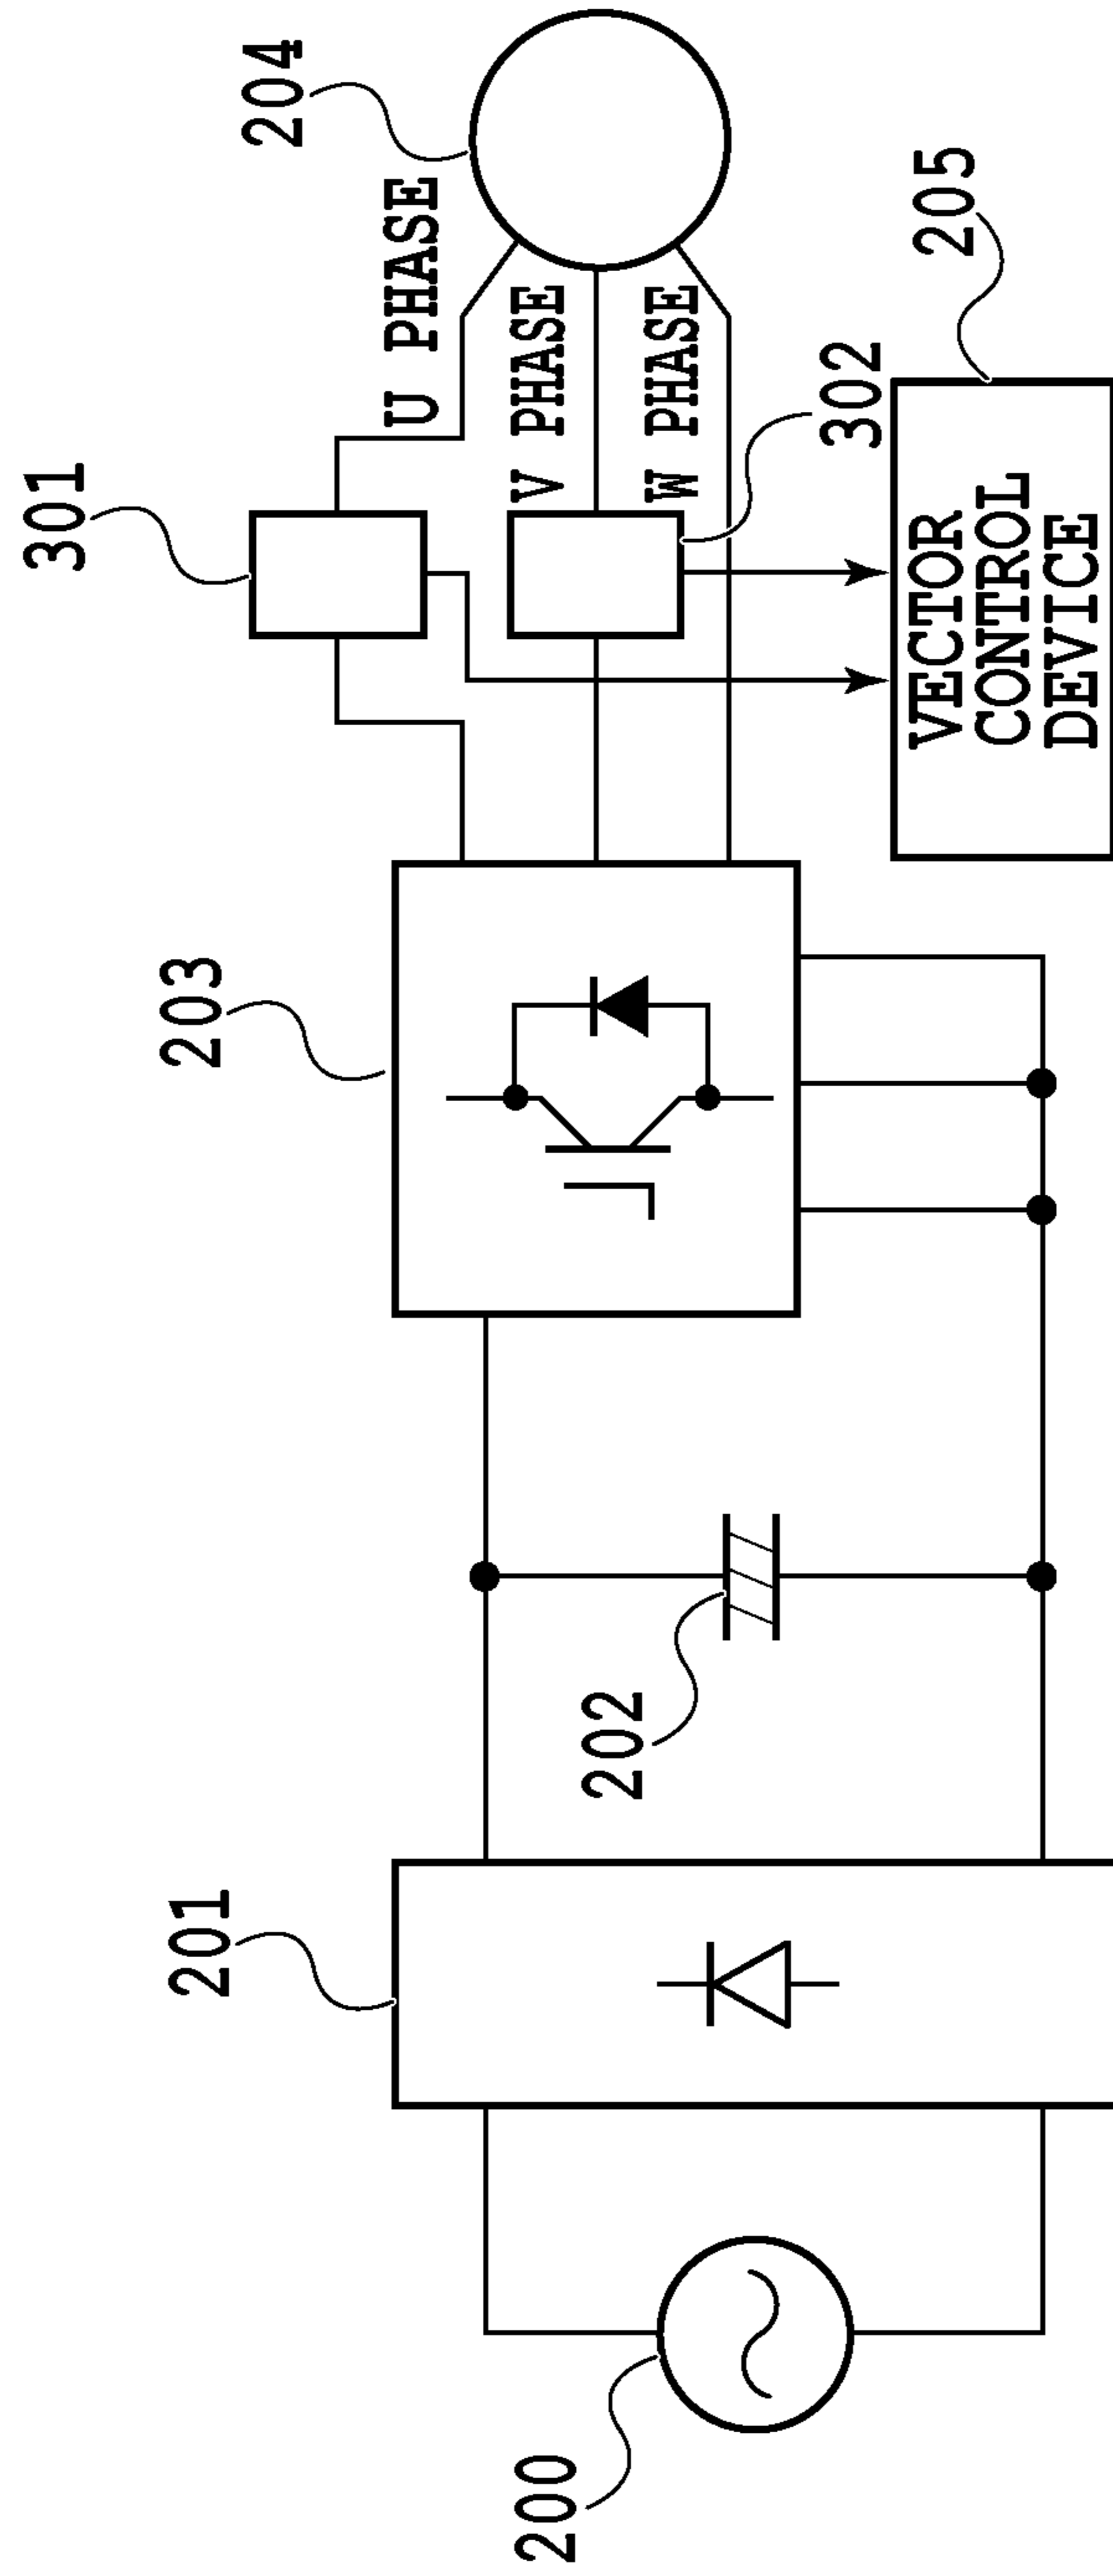 301
204
U PHASE
V PHASE
W PHASE
302
205
VECTOR
CONTROL
DEVICE
203
202
201
200